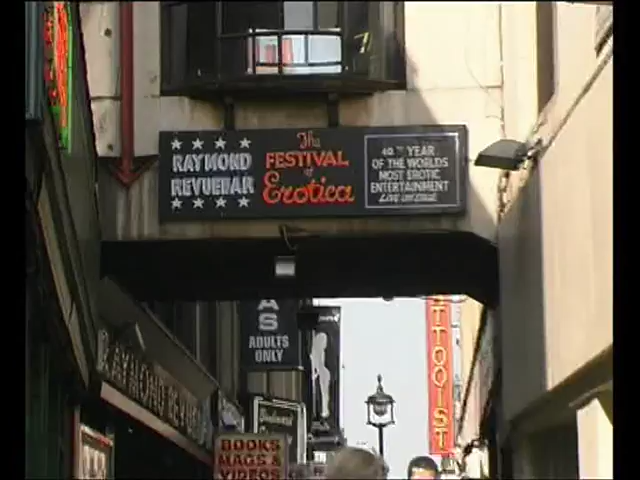 RAYMOND
REVUEBAR
The
FESTIVAL
of
Erotica
40TH YEAR
OF THE WORLDS
MOST EROTIC
ENTERTAINMENT
LIVE ON STAGE
AS
ADULTS
ONLY
RAYMOND REVUE
BOOKS
MAGS &
VIDEOS
TTOOIST